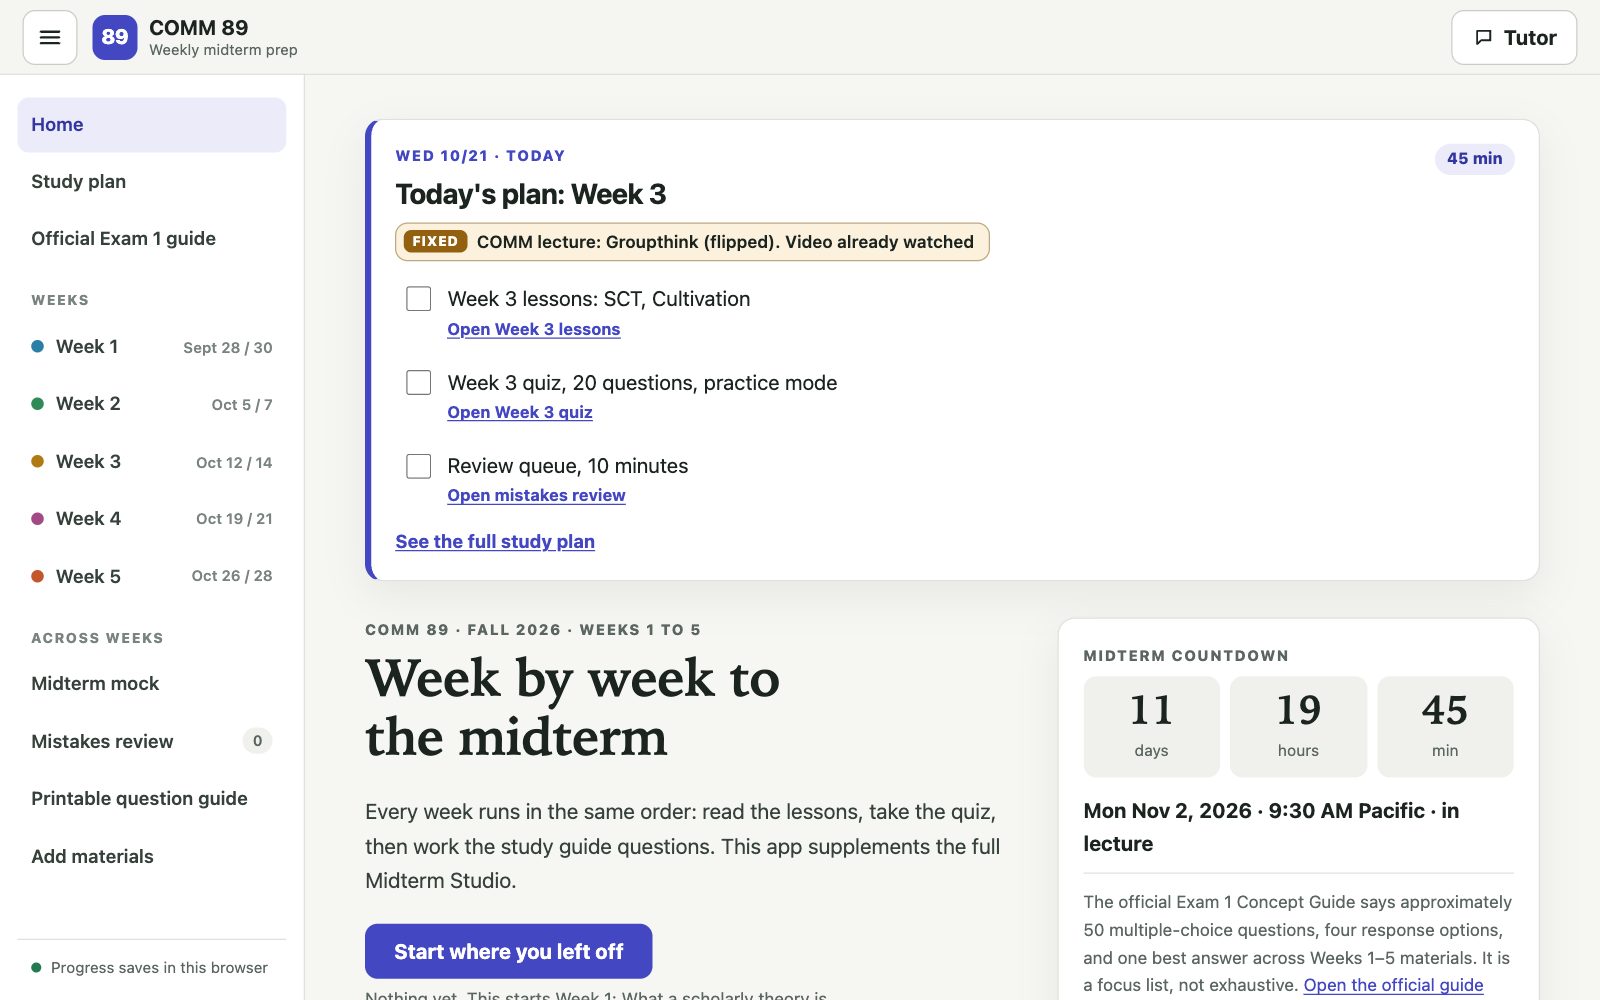 89
COMM 89
Weekly midterm prep
Tutor
Home
Study plan
Official Exam 1 guide
WEEKS
Week 1 Sept 28 / 30
Week 2 Oct 5 / 7
Week 3 Oct 12 / 14
Week 4 Oct 19 / 21
Week 5 Oct 26 / 28
ACROSS WEEKS
Midterm mock
Mistakes review 0
Printable question guide
Add materials
Progress saves in this browser
WED 10/21 · TODAY
45 min
Today's plan: Week 3
FIXED COMM lecture: Groupthink (flipped). Video already watched
Week 3 lessons: SCT, Cultivation
Open Week 3 lessons
Week 3 quiz, 20 questions, practice mode
Open Week 3 quiz
Review queue, 10 minutes
Open mistakes review
See the full study plan
COMM 89 · FALL 2026 · WEEKS 1 TO 5
Week by week to
the midterm
Every week runs in the same order: read the lessons, take the quiz,
then work the study guide questions. This app supplements the full
Midterm Studio.
Start where you left off
Nothing yet. This starts Week 1: What a scholarly theory is
MIDTERM COUNTDOWN
11 19 45
days hours min
Mon Nov 2, 2026 · 9:30 AM Pacific · in
lecture
The official Exam 1 Concept Guide says approximately
50 multiple-choice questions, four response options,
and one best answer across Weeks 1–5 materials. It is
a focus list, not exhaustive. Open the official guide